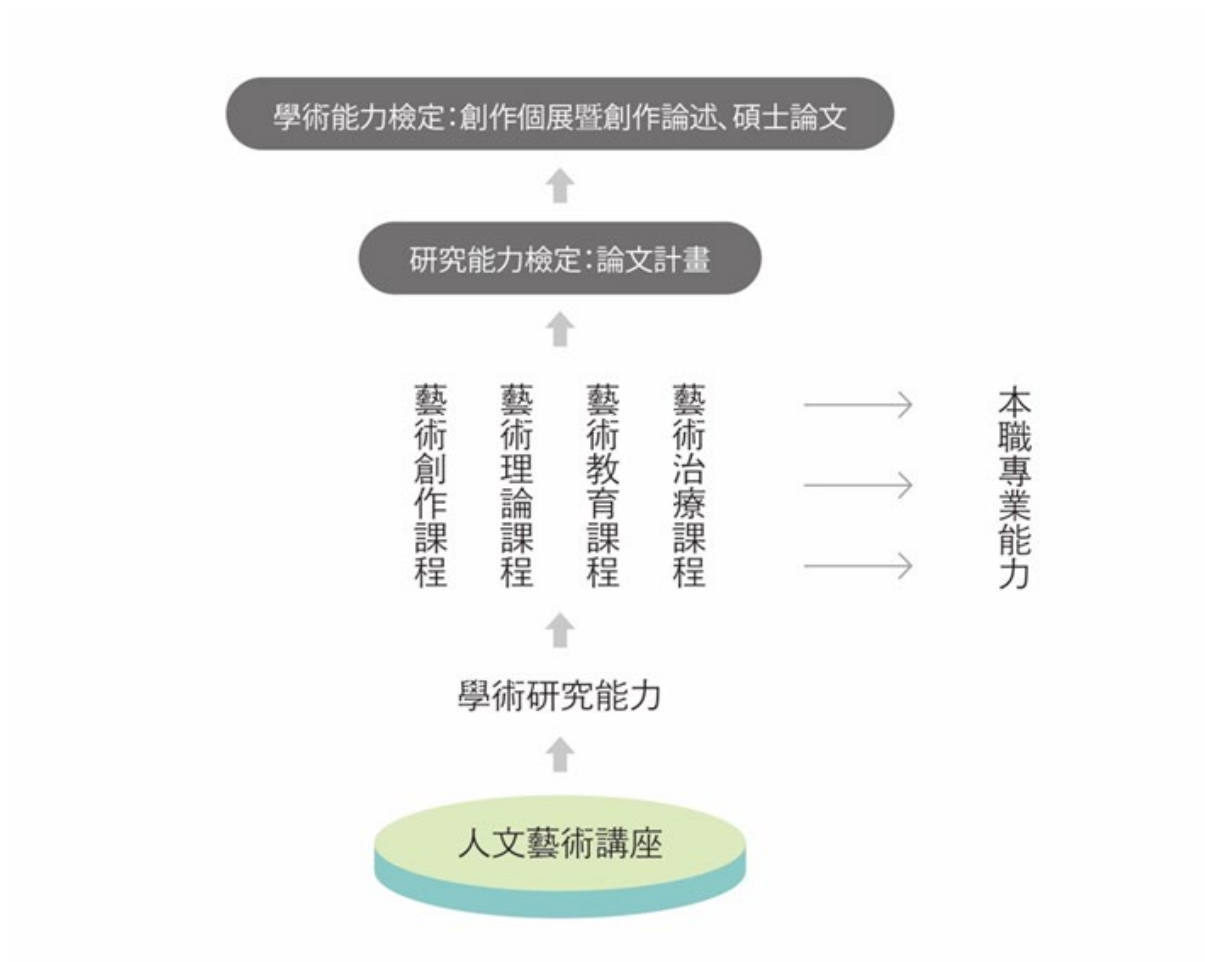 學術能力檢定：創作個展暨創作論述、碩士論文
研究能力檢定：論文計畫
藝術創作課程
藝術理論課程
藝術教育課程
藝術治療課程
本職專業能力
學術研究能力
人文藝術講座